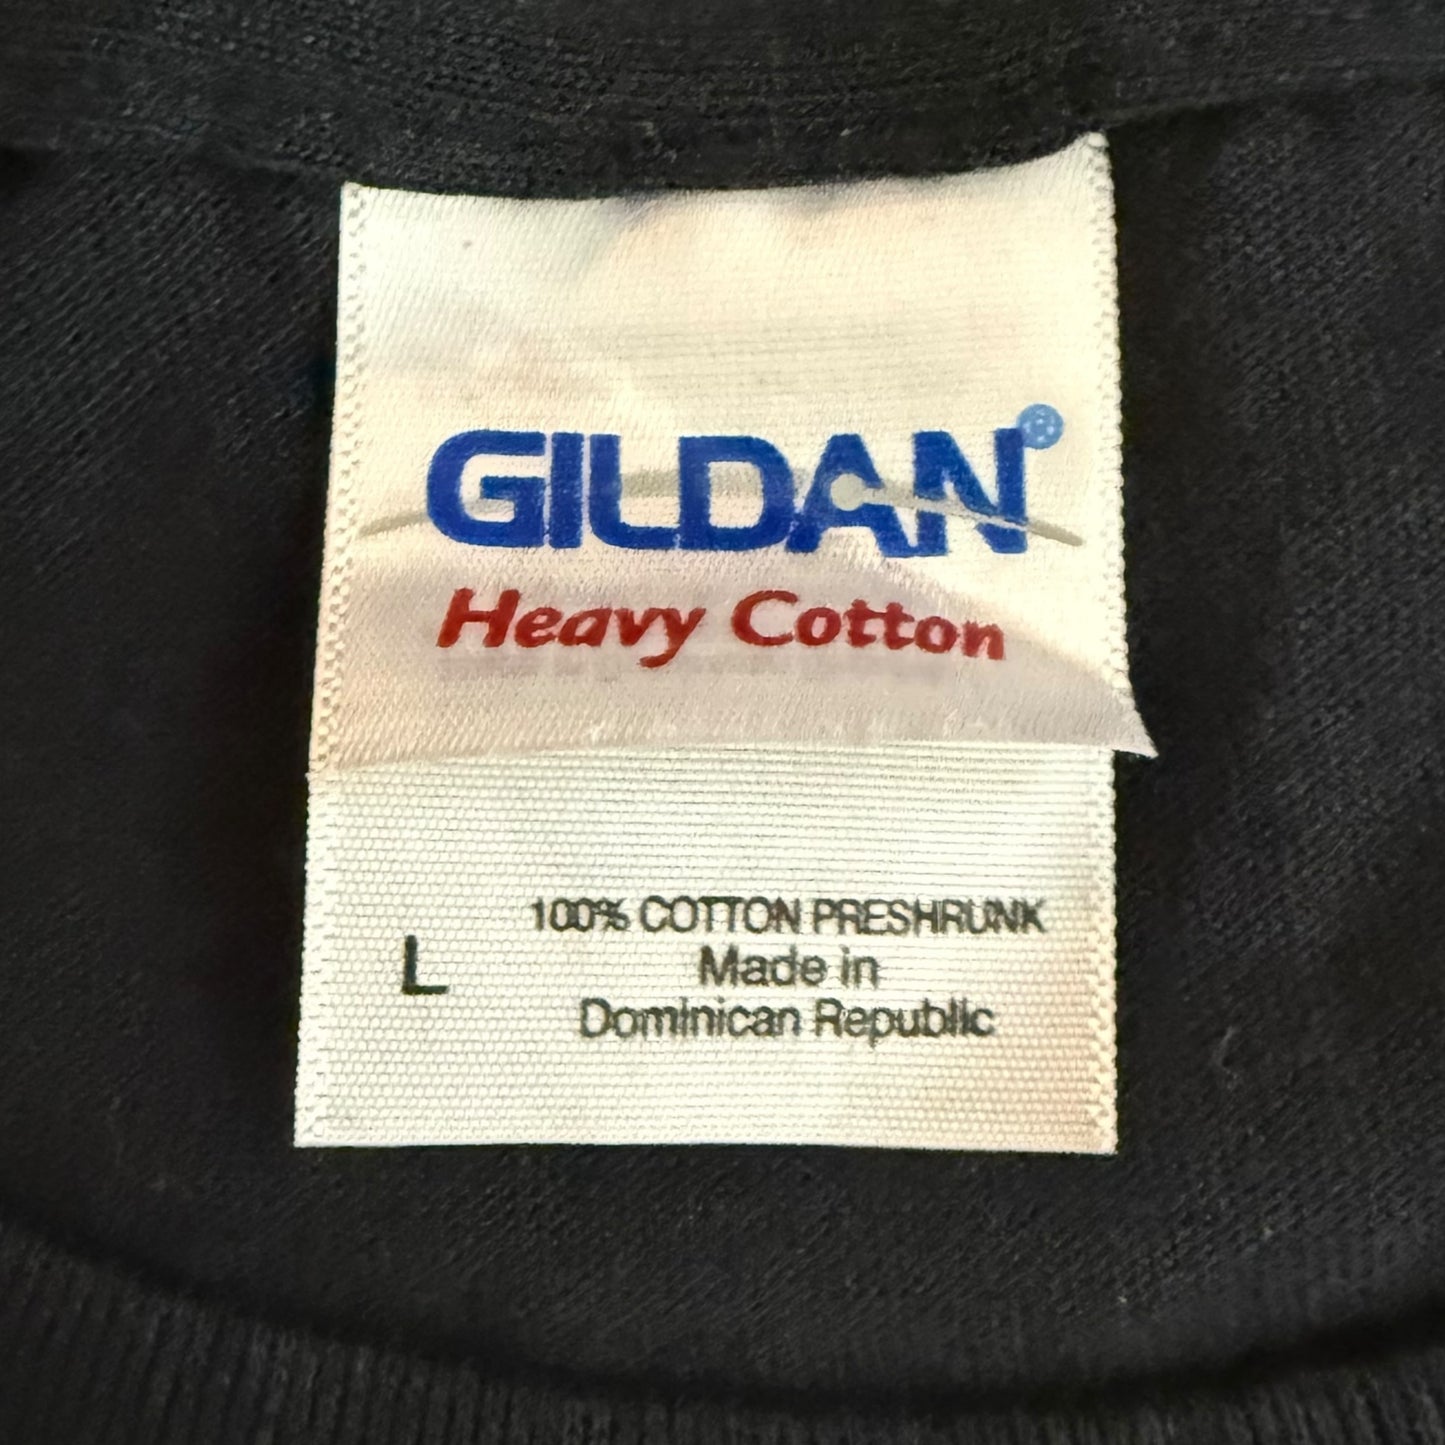 GILDAN
Heavy Cotton
100% COTTON PRESHRUNK
L
Made in
Dominican Republic